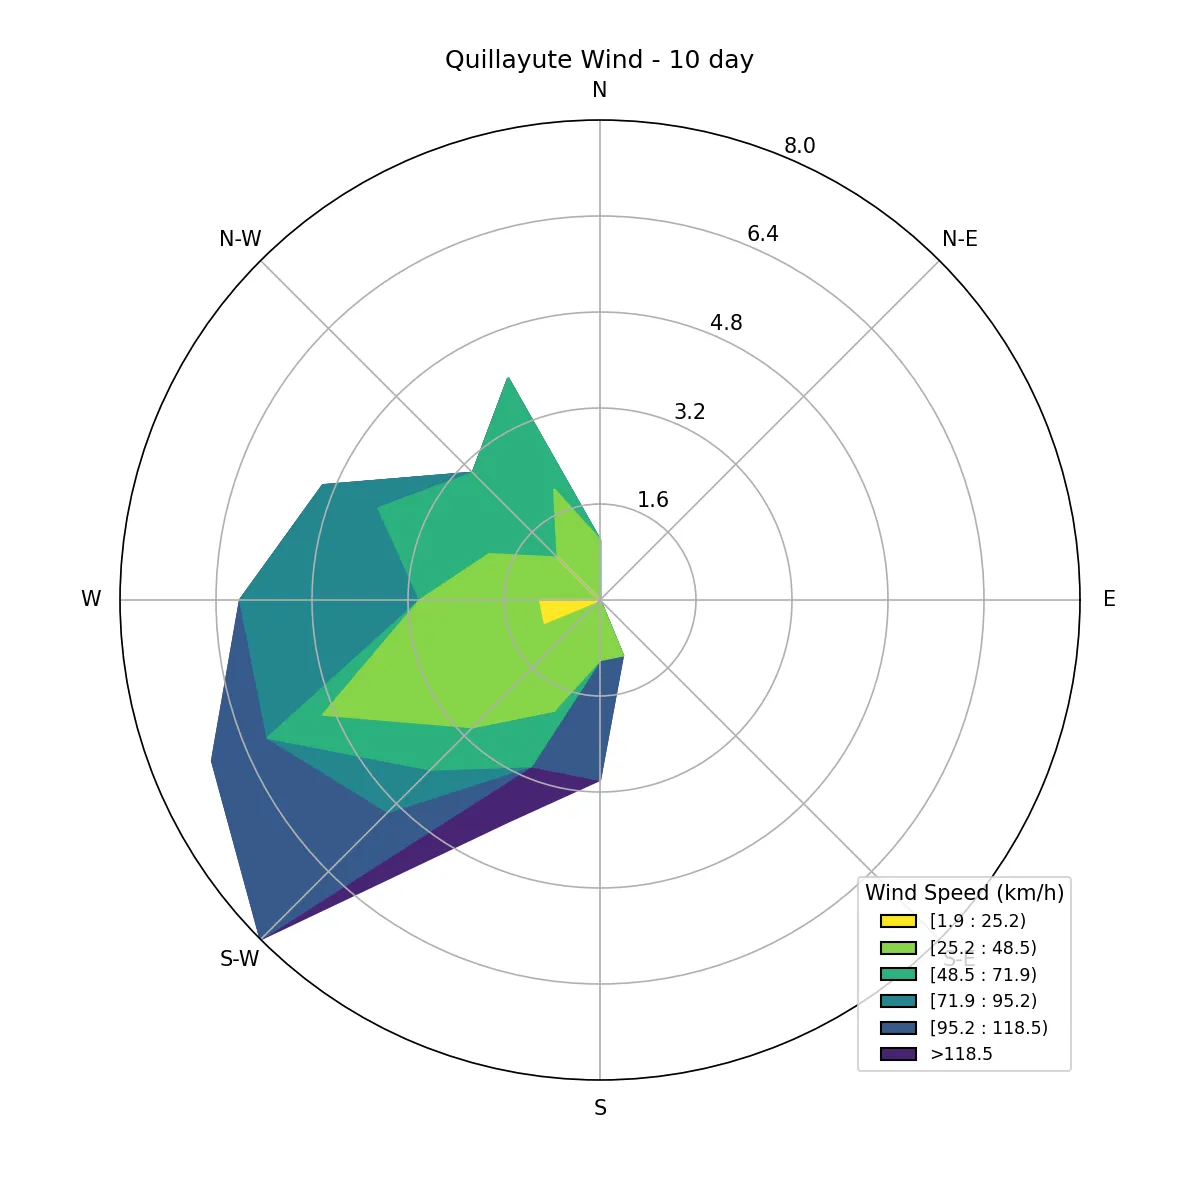 Quillayute Wind - 10 day
N
8.0
N-W
N-E
6.4
4.8
3.2
1.6
W
E
S-W
S-E
S
Wind Speed (km/h)
[1.9 : 25.2)
[25.2 : 48.5)
[48.5 : 71.9)
[71.9 : 95.2)
[95.2 : 118.5)
>118.5